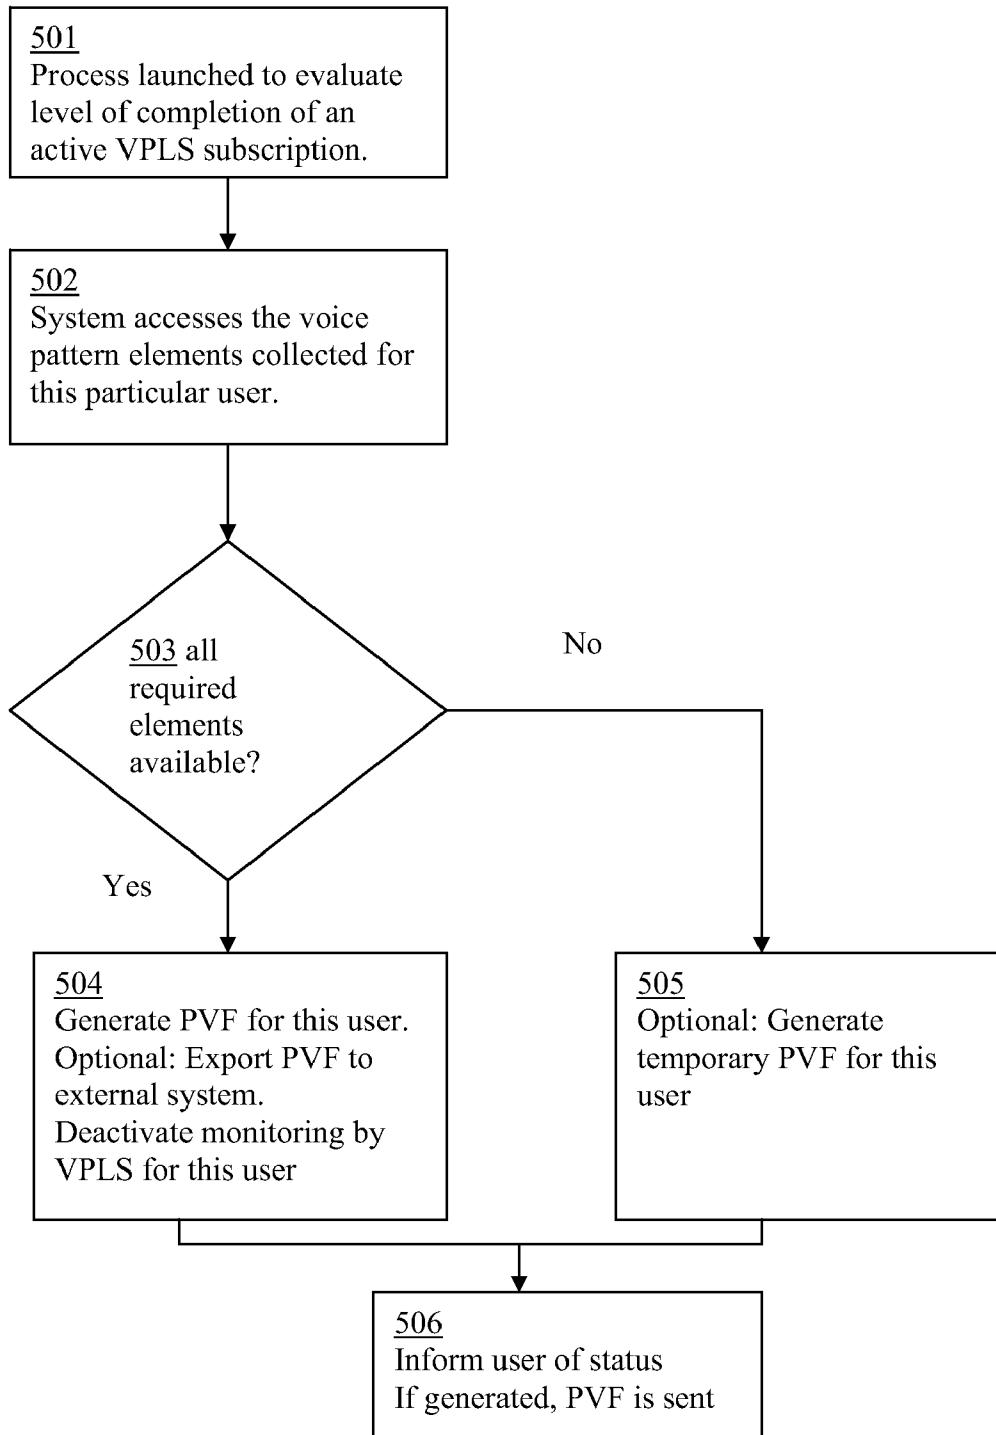 501
Process launched to evaluate
level of completion of an
active VPLS subscription.
502
System accesses the voice
pattern elements collected for
this particular user.
503 all
required
elements
available?
No
Yes
504
Generate PVF for this user.
Optional: Export PVF to
external system.
Deactivate monitoring by
VPLS for this user
505
Optional: Generate
temporary PVF for this
user
506
Inform user of status
If generated, PVF is sent